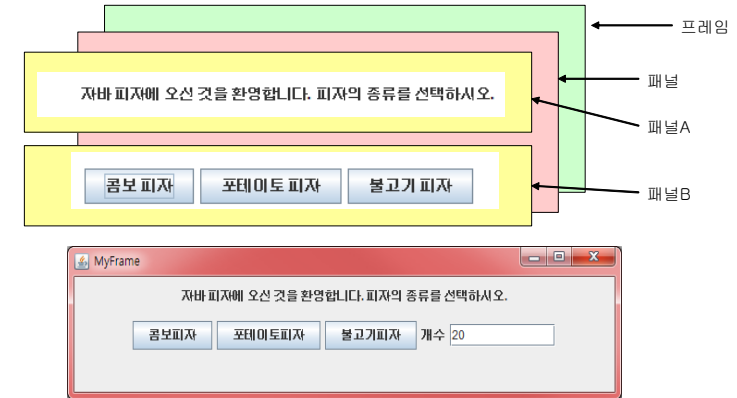 프레임
패널
자바 피자에 오신 것을 환영합니다. 피자의 종류를 선택하시오.
패널A
콤보 피자 포테이토 피자 불고기 피자
패널B
MyFrame
자바 피자에 오신 것을 환영합니다. 피자의 종류를 선택하시오.
콤보피자 포테이토피자 불고기피자 개수 20